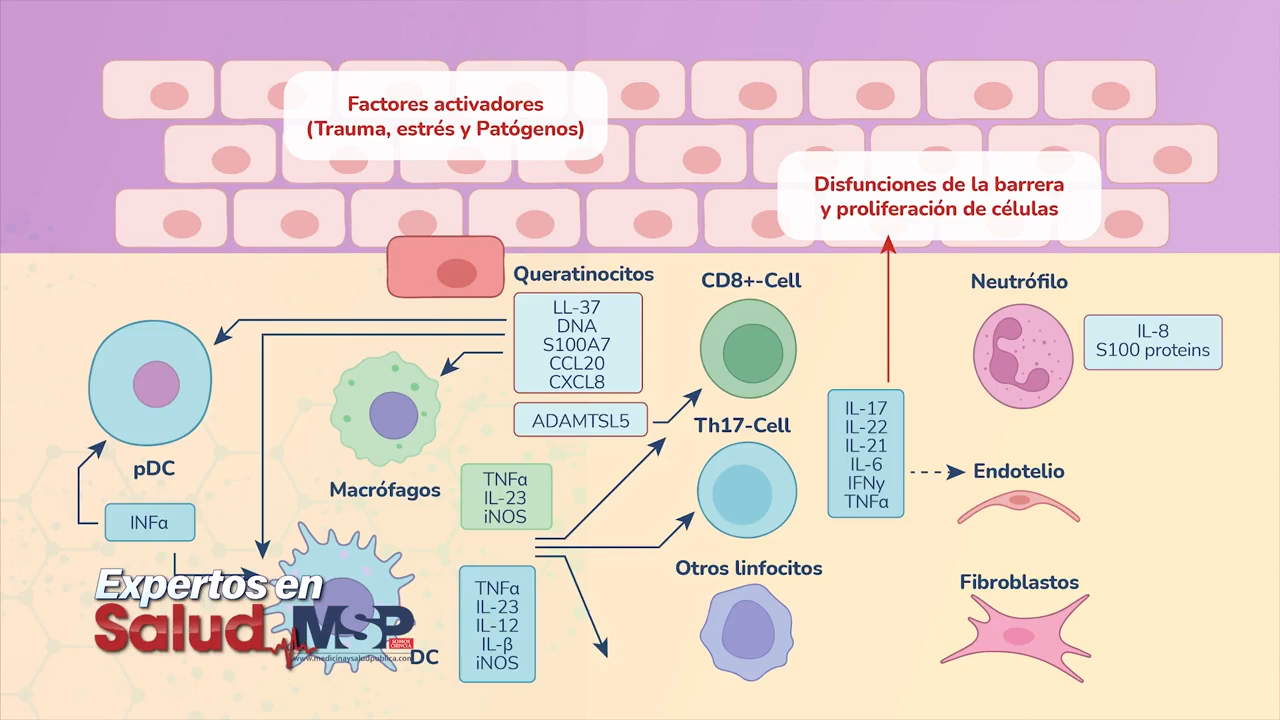 Factores activadores
(Trauma, estrés y Patógenos)
Disfunciones de la barrera
y proliferación de células
Queratinocitos
LL-37
DNA
S100A7
CCL20
CXCL8
ADAMTSL5
CD8+-Cell
Neutrófilo
IL-8
S100 proteins
pDC
INFα
Macrófagos
TNFα
IL-23
iNOS
Th17-Cell
IL-17
IL-22
IL-21
IL-6
IFNy
TNFα
Endotelio
TNFα
IL-23
IL-12
IL-β
iNOS
Otros linfocitos
Fibroblastos
DC
Expertos en
Salud
MSP
SOMOS
CIENCIA
www.medicinaysaludpublica.com